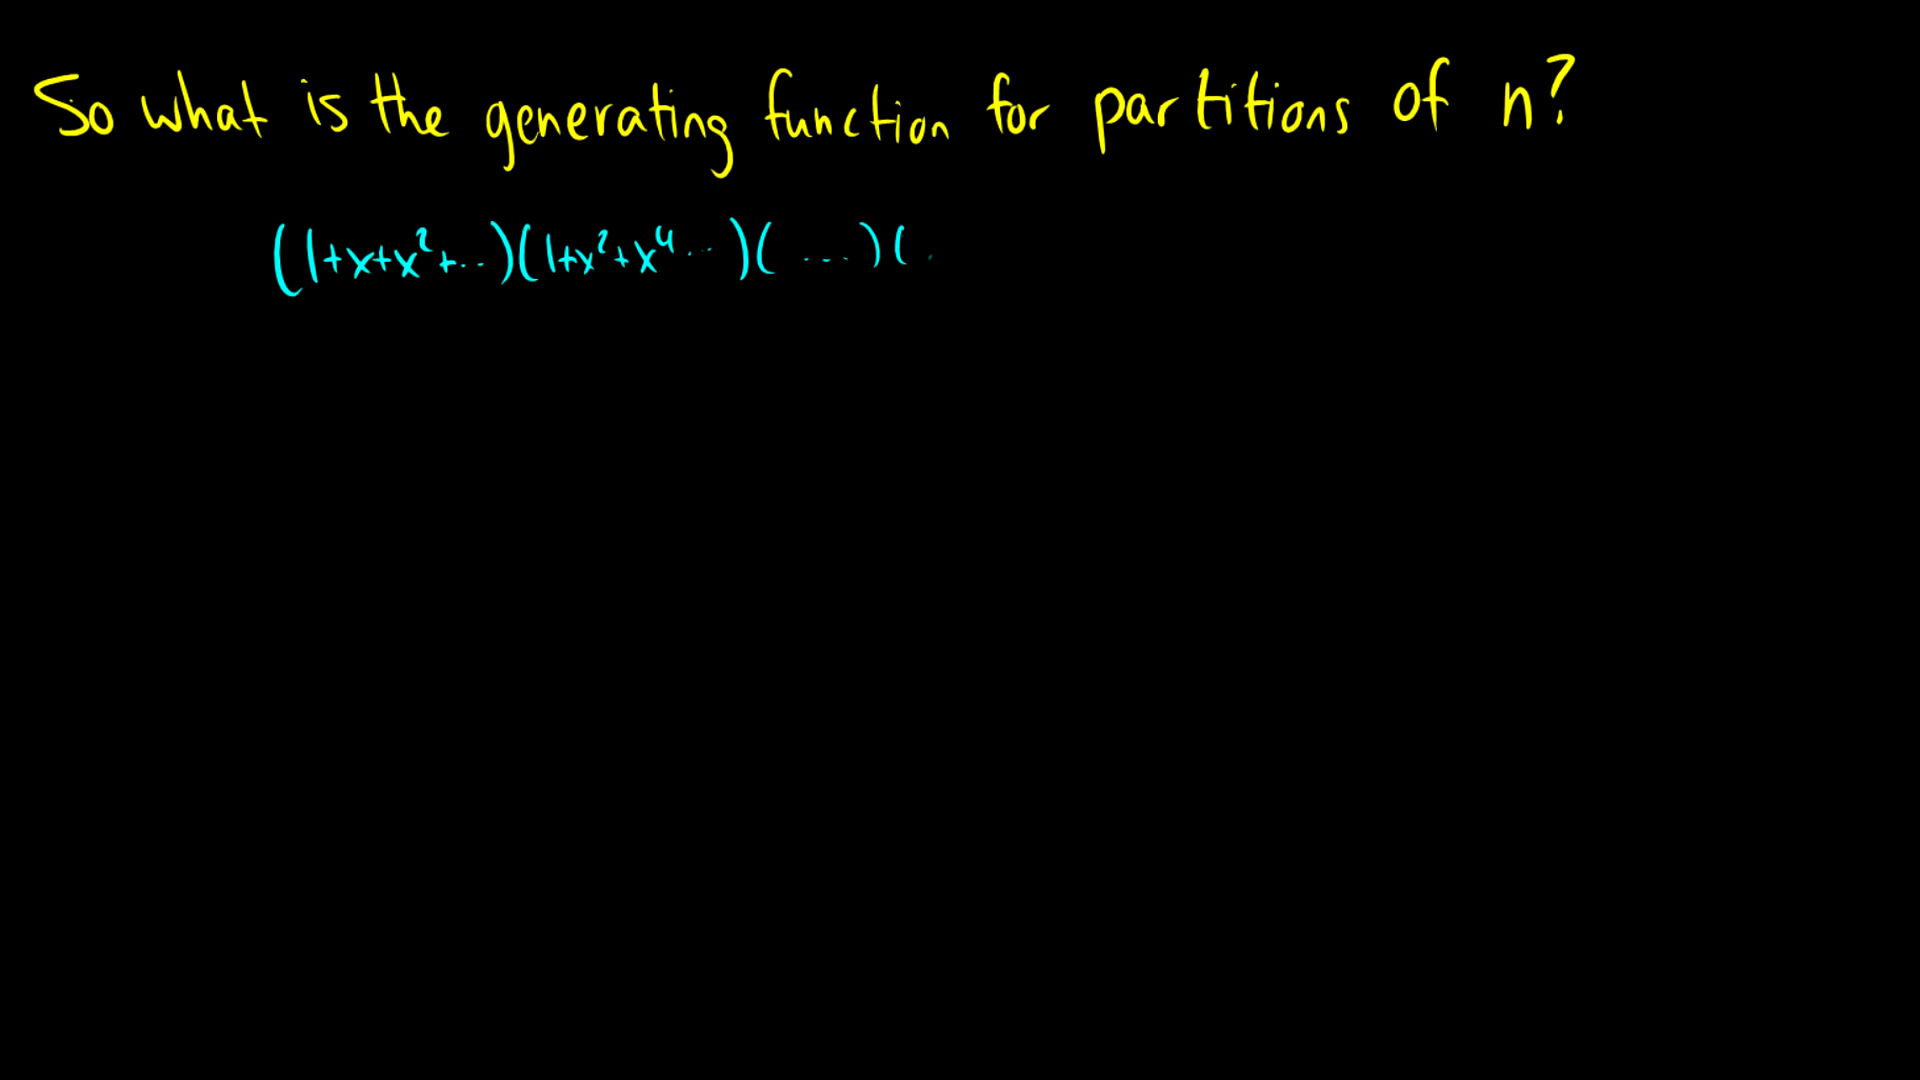 So what is the generating function for partitions of n?
(1+x+x²+...)(1+x²+x⁴...)(...)(.